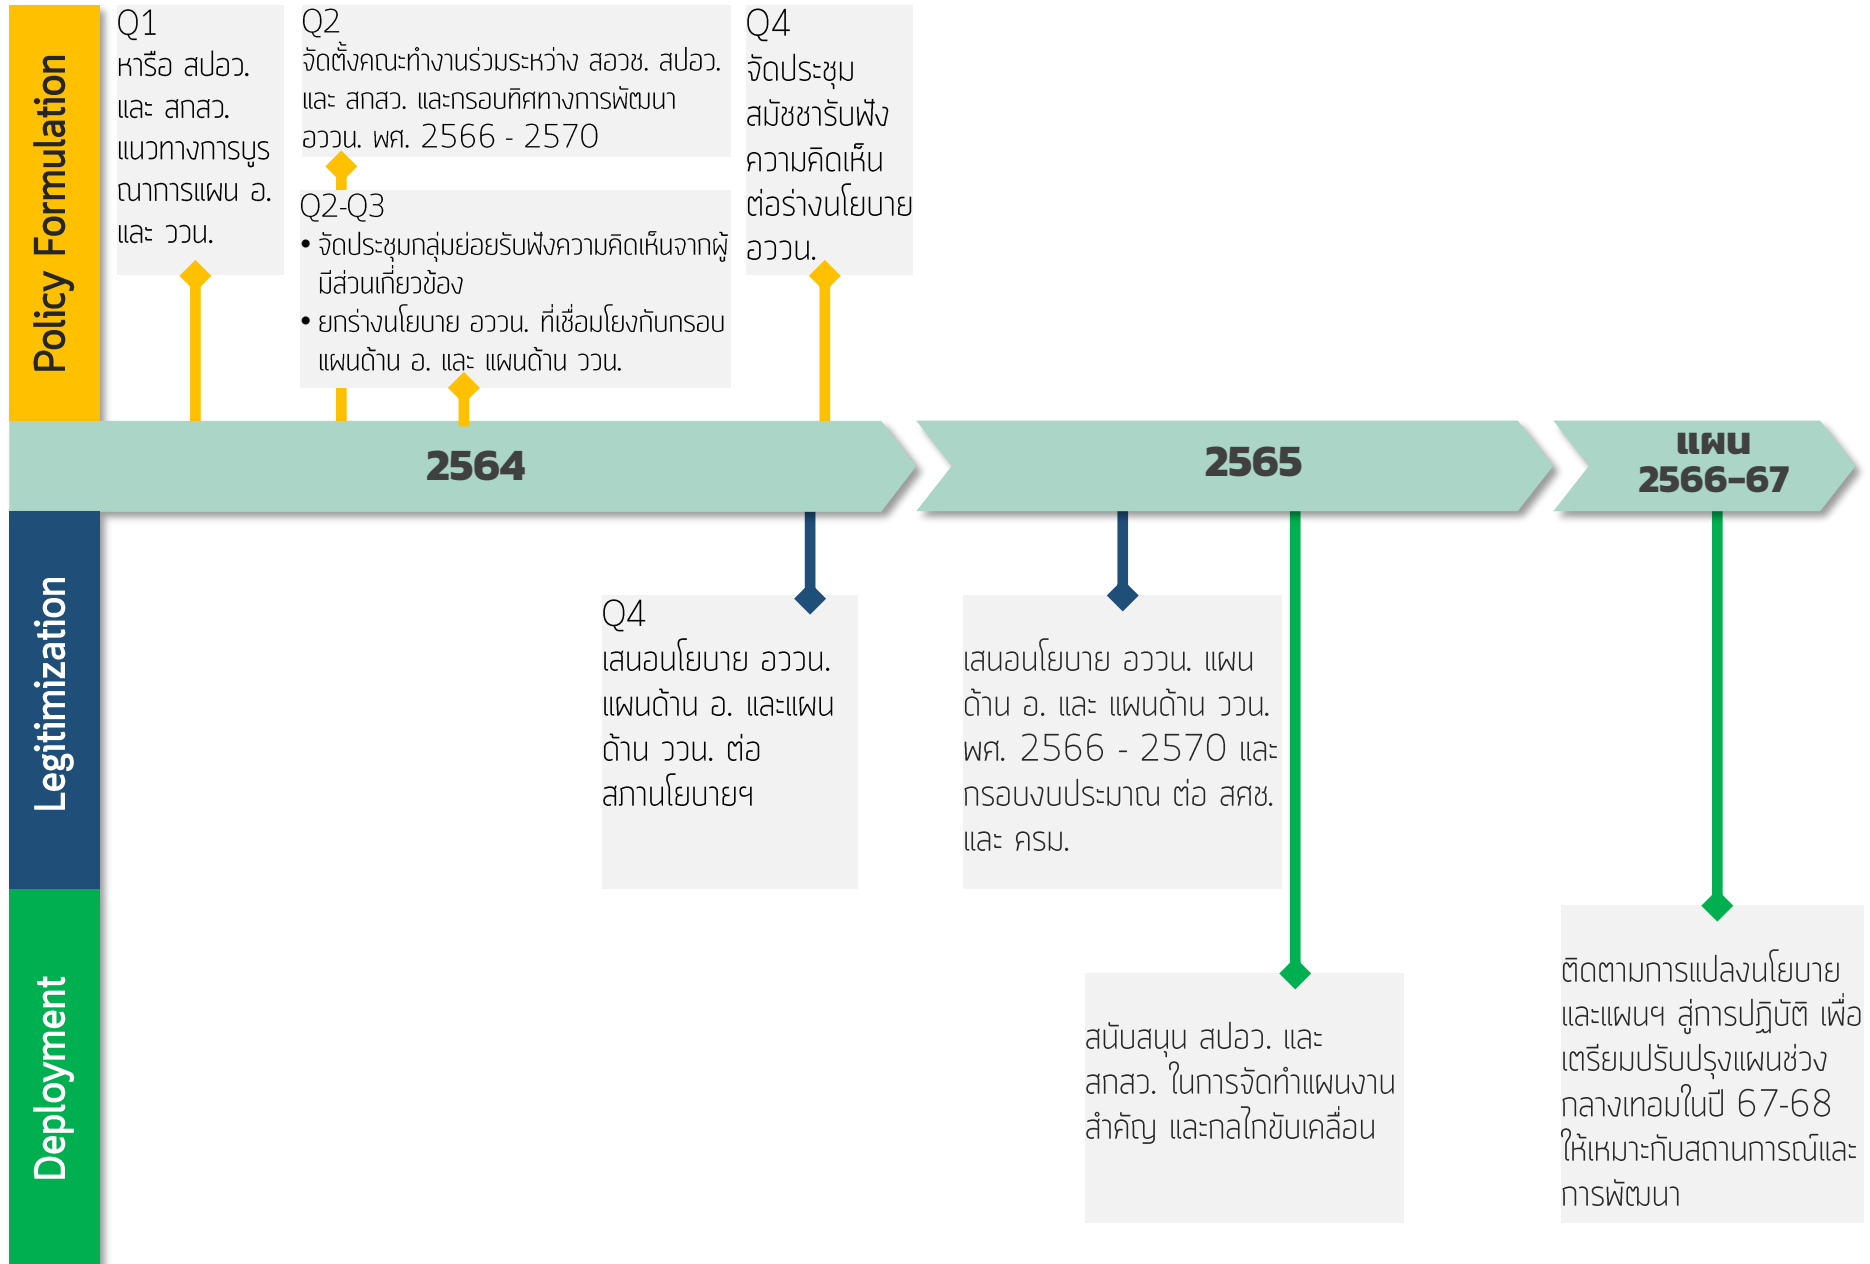 Policy Formulation
Q1
หารือ สปอว.
และ สกสว.
แนวทางการบูร
ณาการแผน อ.
และ ววน.
Q2
จัดตั้งคณะทำงานร่วมระหว่าง สอวช. สปอว.
และ สกสว. และกรอบทิศทางการพัฒนา
อววน. พศ. 2566 - 2570
Q2-Q3
• จัดประชุมกลุ่มย่อยรับฟังความคิดเห็นจากผู้
มีส่วนเกี่ยวข้อง
• ยกร่างนโยบาย อววน. ที่เชื่อมโยงกับกรอบ
แผนด้าน อ. และ แผนด้าน ววน.
Q4
จัดประชุม
สมัชชารับฟัง
ความคิดเห็น
ต่อร่างนโยบาย
อววน.
2564
2565
แผน
2566-67
Legitimization
Q4
เสนอนโยบาย อววน.
แผนด้าน อ. และแผน
ด้าน ววน. ต่อ
สภานโยบายฯ
เสนอนโยบาย อววน. แผน
ด้าน อ. และ แผนด้าน ววน.
พศ. 2566 - 2570 และ
กรอบงบประมาณ ต่อ สศช.
และ ครม.
Deployment
สนับสนุน สปอว. และ
สกสว. ในการจัดทำแผนงาน
สำคัญ และกลไกขับเคลื่อน
ติดตามการแปลงนโยบาย
และแผนฯ สู่การปฏิบัติ เพื่อ
เตรียมปรับปรุงแผนช่วง
กลางเทอมในปี 67-68
ให้เหมาะกับสถานการณ์และ
การพัฒนา